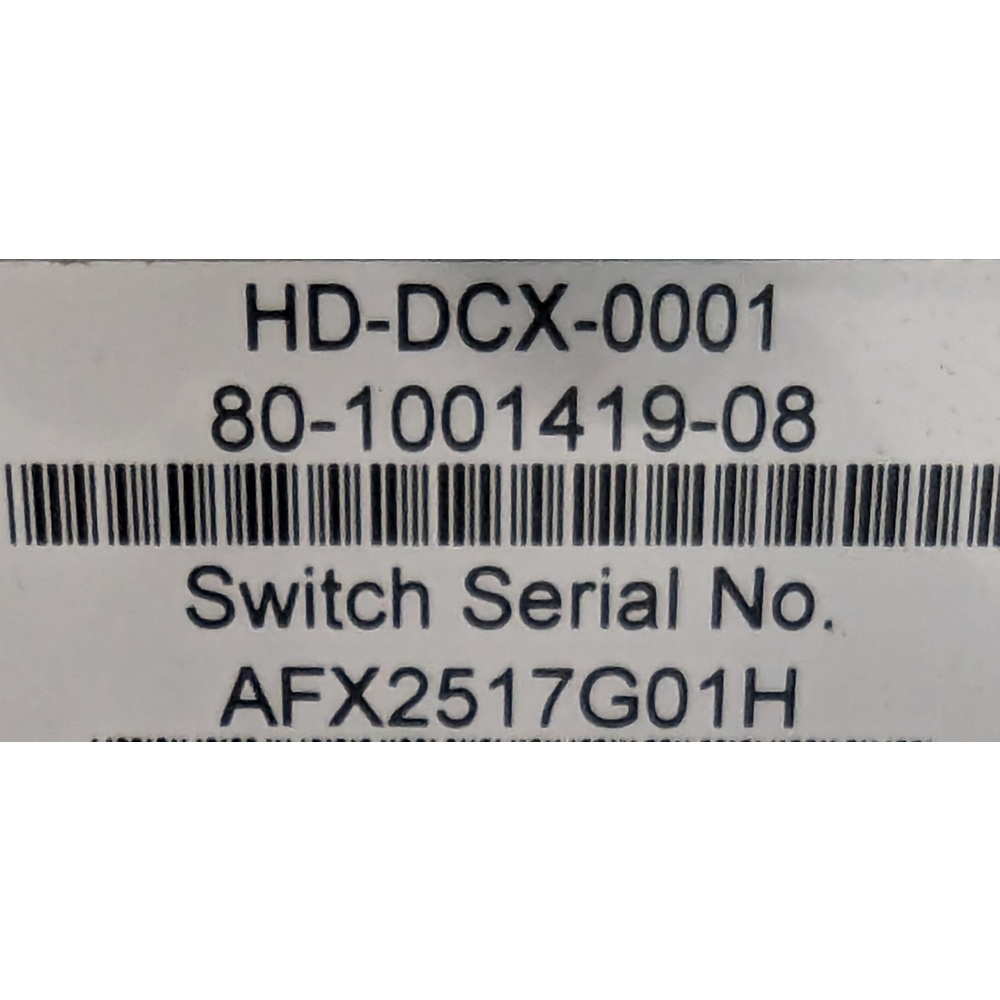 HD-DCX-0001
80-1001419-08
Switch Serial No.
AFX2517G01H